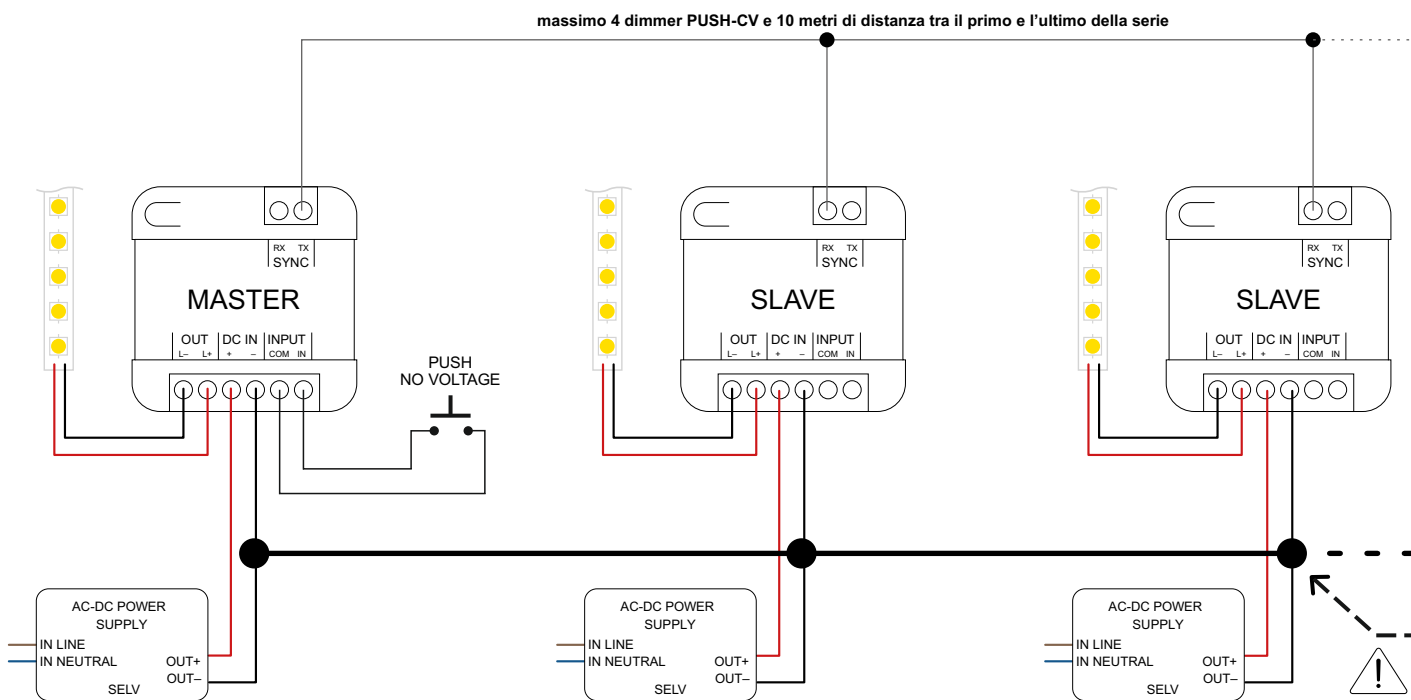 massimo 4 dimmer PUSH-CV e 10 metri di distanza tra il primo e l’ultimo della serie
RX TX
SYNC
MASTER
OUT DC IN INPUT
L– L+ + – COM IN
PUSH
NO VOLTAGE
RX TX
SYNC
SLAVE
OUT DC IN INPUT
L– L+ + – COM IN
RX TX
SYNC
SLAVE
OUT DC IN INPUT
L– L+ + – COM IN
AC-DC POWER
SUPPLY
IN LINE
IN NEUTRAL
OUT+
OUT–
SELV
AC-DC POWER
SUPPLY
IN LINE
IN NEUTRAL
OUT+
OUT–
SELV
AC-DC POWER
SUPPLY
IN LINE
IN NEUTRAL
OUT+
OUT–
SELV
!